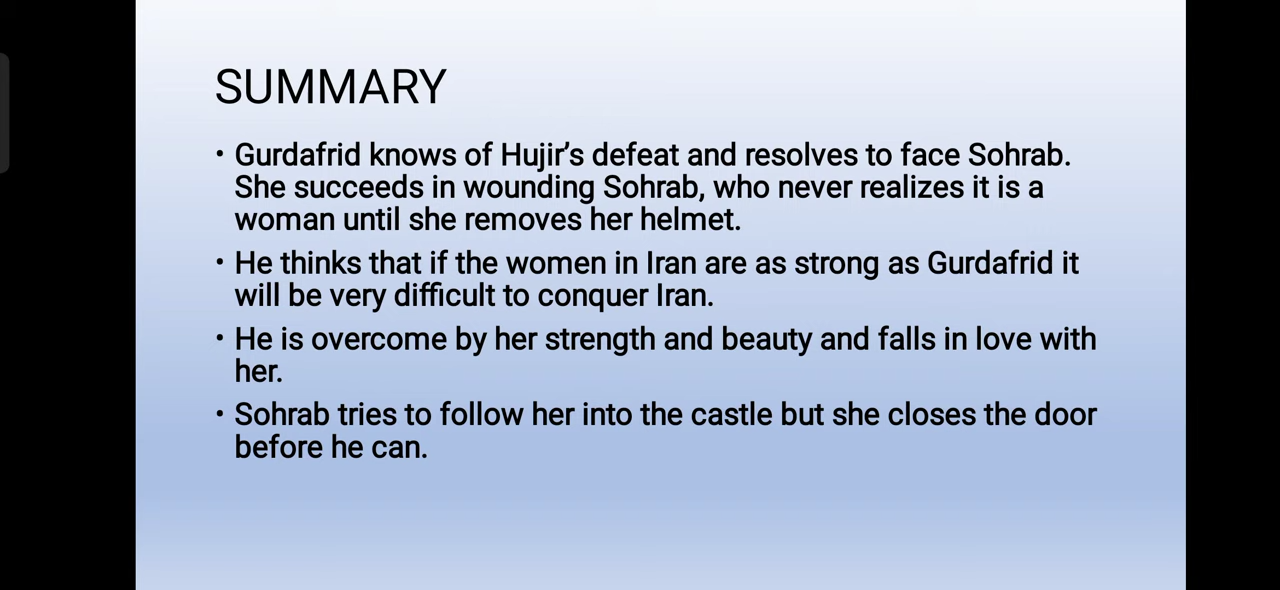 SUMMARY
• Gurdafrid knows of Hujir’s defeat and resolves to face Sohrab.
She succeeds in wounding Sohrab, who never realizes it is a
woman until she removes her helmet.
• He thinks that if the women in Iran are as strong as Gurdafrid it
will be very difficult to conquer Iran.
• He is overcome by her strength and beauty and falls in love with
her.
• Sohrab tries to follow her into the castle but she closes the door
before he can.